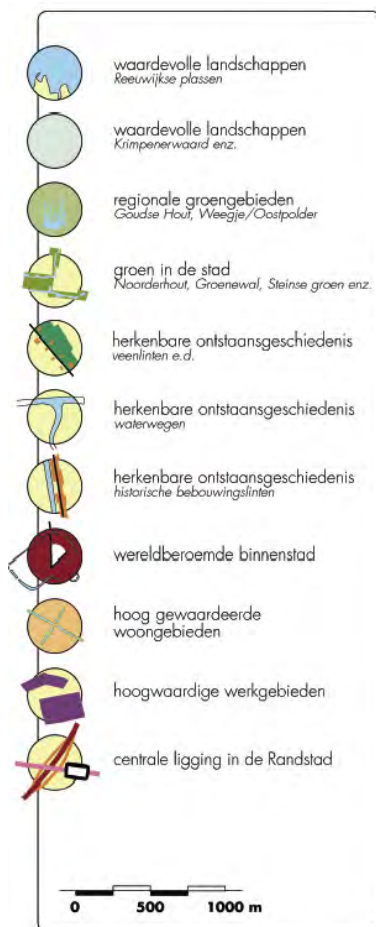 waardevolle landschappen
Reeuwijkse plassen
waardevolle landschappen
Krimpenerwaard enz.
regionale groengebieden
Goudse Hout, Weegje/Oostpolder
groen in de stad
Noorderhout, Groenewal, Steinse groen enz.
herkenbare ontstaansgeschiedenis
veenlinten e.d.
herkenbare ontstaansgeschiedenis
waterwegen
herkenbare ontstaansgeschiedenis
historische bebouwingslinten
wereldberoemde binnenstad
hoog gewaardeerde
woongebieden
hoogwaardige werkgebieden
centrale ligging in de Randstad
0 500 1000 m